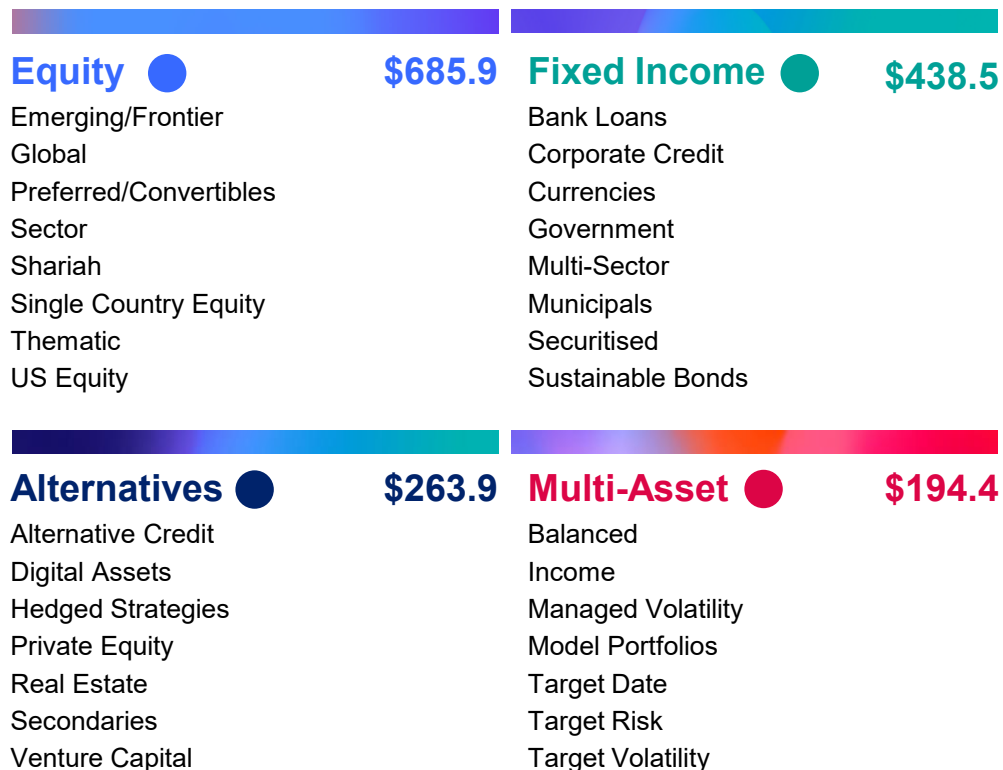 Equity $685.9
Emerging/Frontier
Global
Preferred/Convertibles
Sector
Shariah
Single Country Equity
Thematic
US Equity
Fixed Income $438.5
Bank Loans
Corporate Credit
Currencies
Government
Multi-Sector
Municipals
Securitised
Sustainable Bonds
Alternatives $263.9
Alternative Credit
Digital Assets
Hedged Strategies
Private Equity
Real Estate
Secondaries
Venture Capital
Multi-Asset $194.4
Balanced
Income
Managed Volatility
Model Portfolios
Target Date
Target Risk
Target Volatility